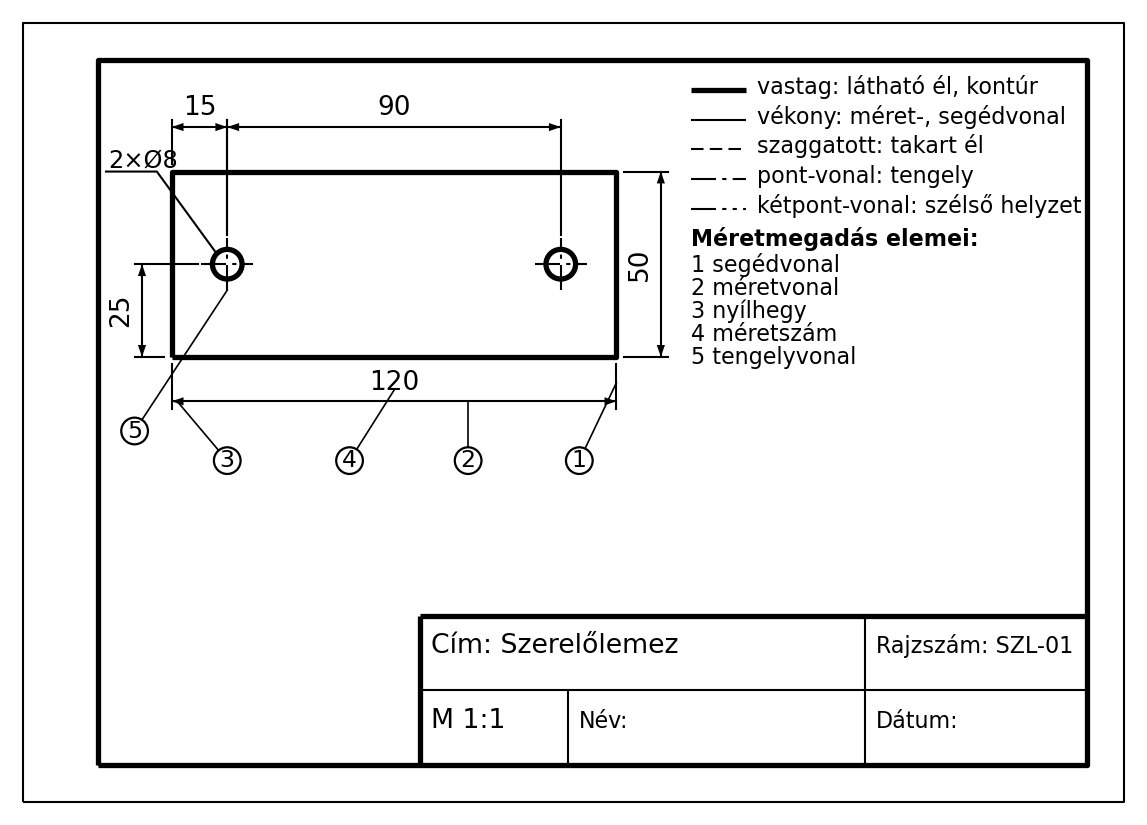 15
90
2×Ø8
25
50
120
5
3
4
2
1
vastag: látható él, kontúr
vékony: méret-, segédvonal
szaggatott: takart él
pont-vonal: tengely
kétpont-vonal: szélső helyzet
Méretmegadás elemei:
1 segédvonal
2 méretvonal
3 nyílhegy
4 méretszám
5 tengelyvonal
Cím: Szerelőlemez
Rajzszám: SZL-01
M 1:1
Név:
Dátum: